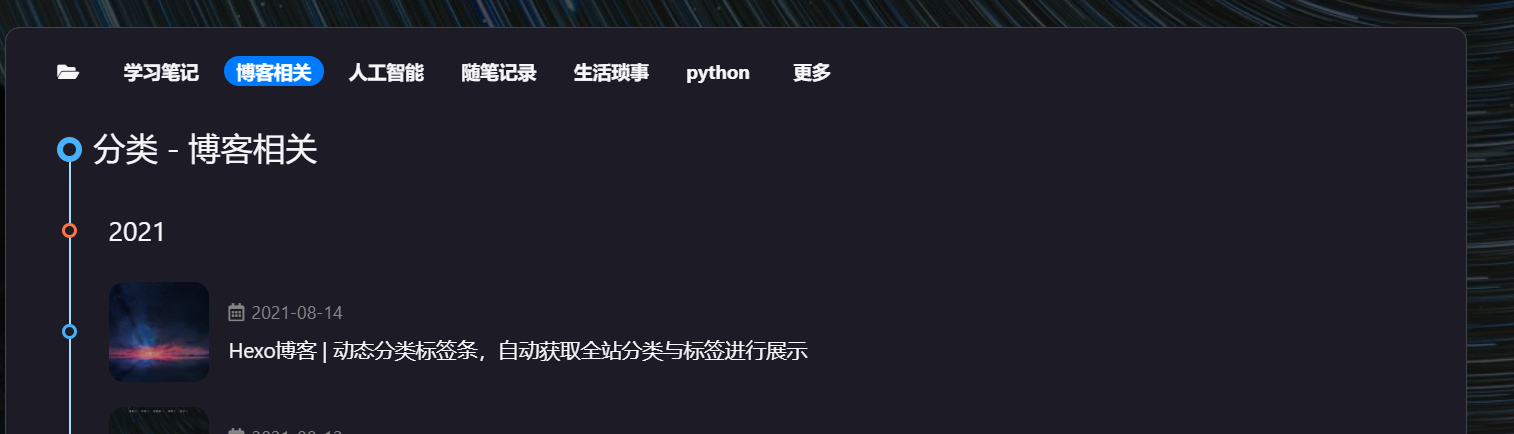 学习笔记 博客相关 人工智能 随笔记录 生活琐事 python 更多
分类 - 博客相关
2021
2021-08-14
Hexo博客 | 动态分类标签条，自动获取全站分类与标签进行展示